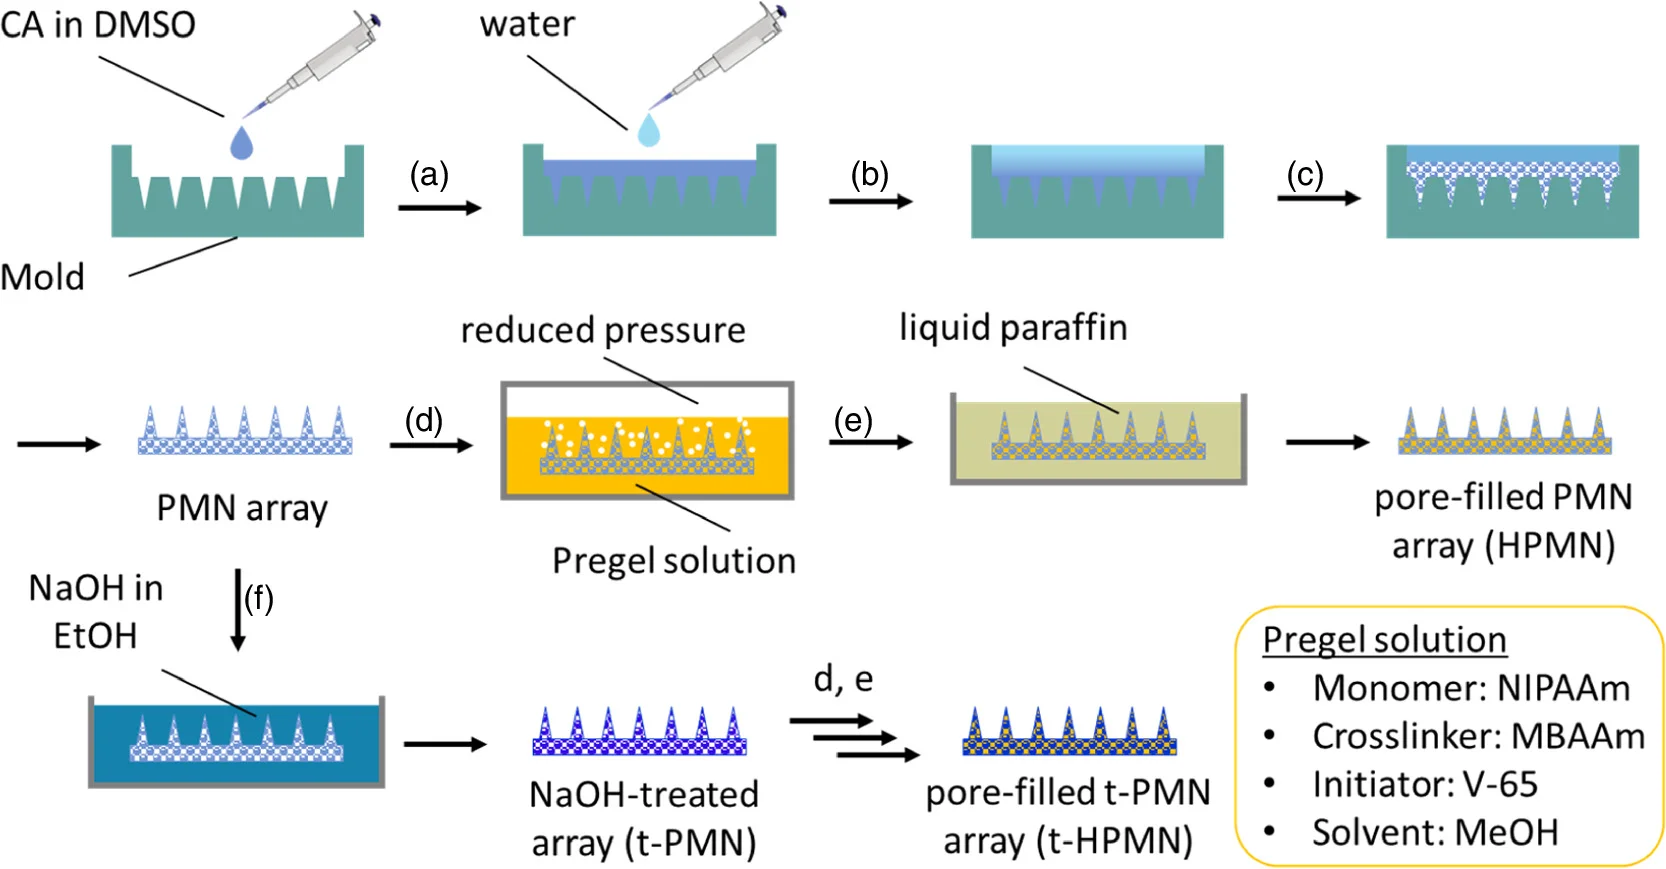 CA in DMSO
water
(a)
(b)
(c)
Mold
reduced pressure
liquid paraffin
(d)
(e)
PMN array
Pregel solution
pore-filled PMN
array (HPMN)
NaOH in
EtOH
(f)
d, e
NaOH-treated
array (t-PMN)
pore-filled t-PMN
array (t-HPMN)
Pregel solution
• Monomer: NIPAAm
• Crosslinker: MBAAm
• Initiator: V-65
• Solvent: MeOH